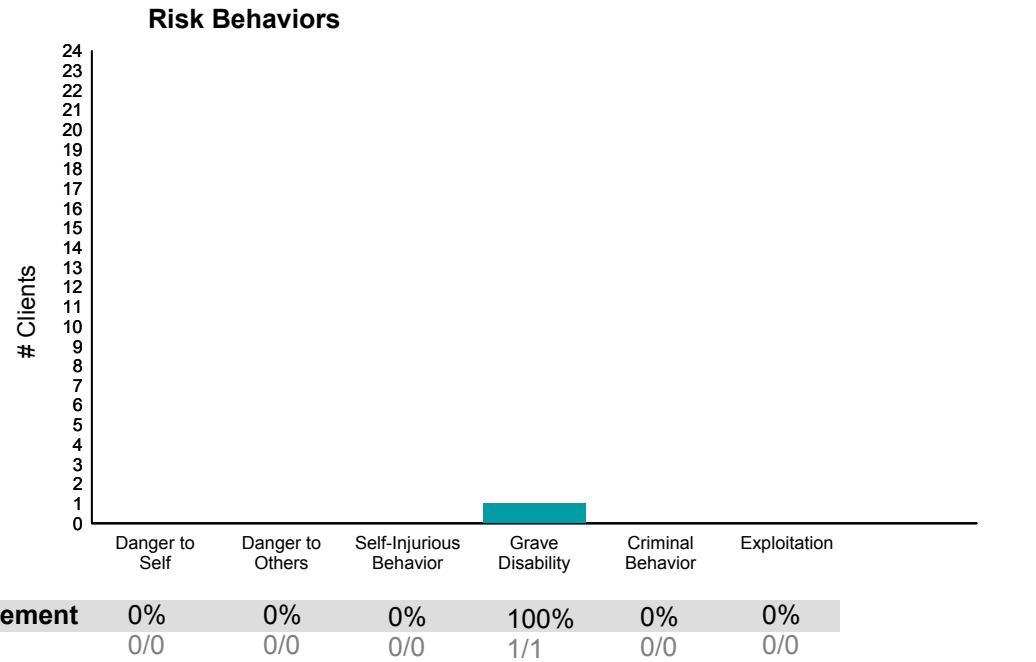 Risk Behaviors
24
23
22
21
20
19
18
17
16
15
14
13
12
11
10
9
8
7
6
5
4
3
2
1
0
# Clients
Danger to Self
Danger to Others
Self-Injurious Behavior
Grave Disability
Criminal Behavior
Exploitation
ement 0% 0% 0% 100% 0% 0%
0/0 0/0 0/0 1/1 0/0 0/0